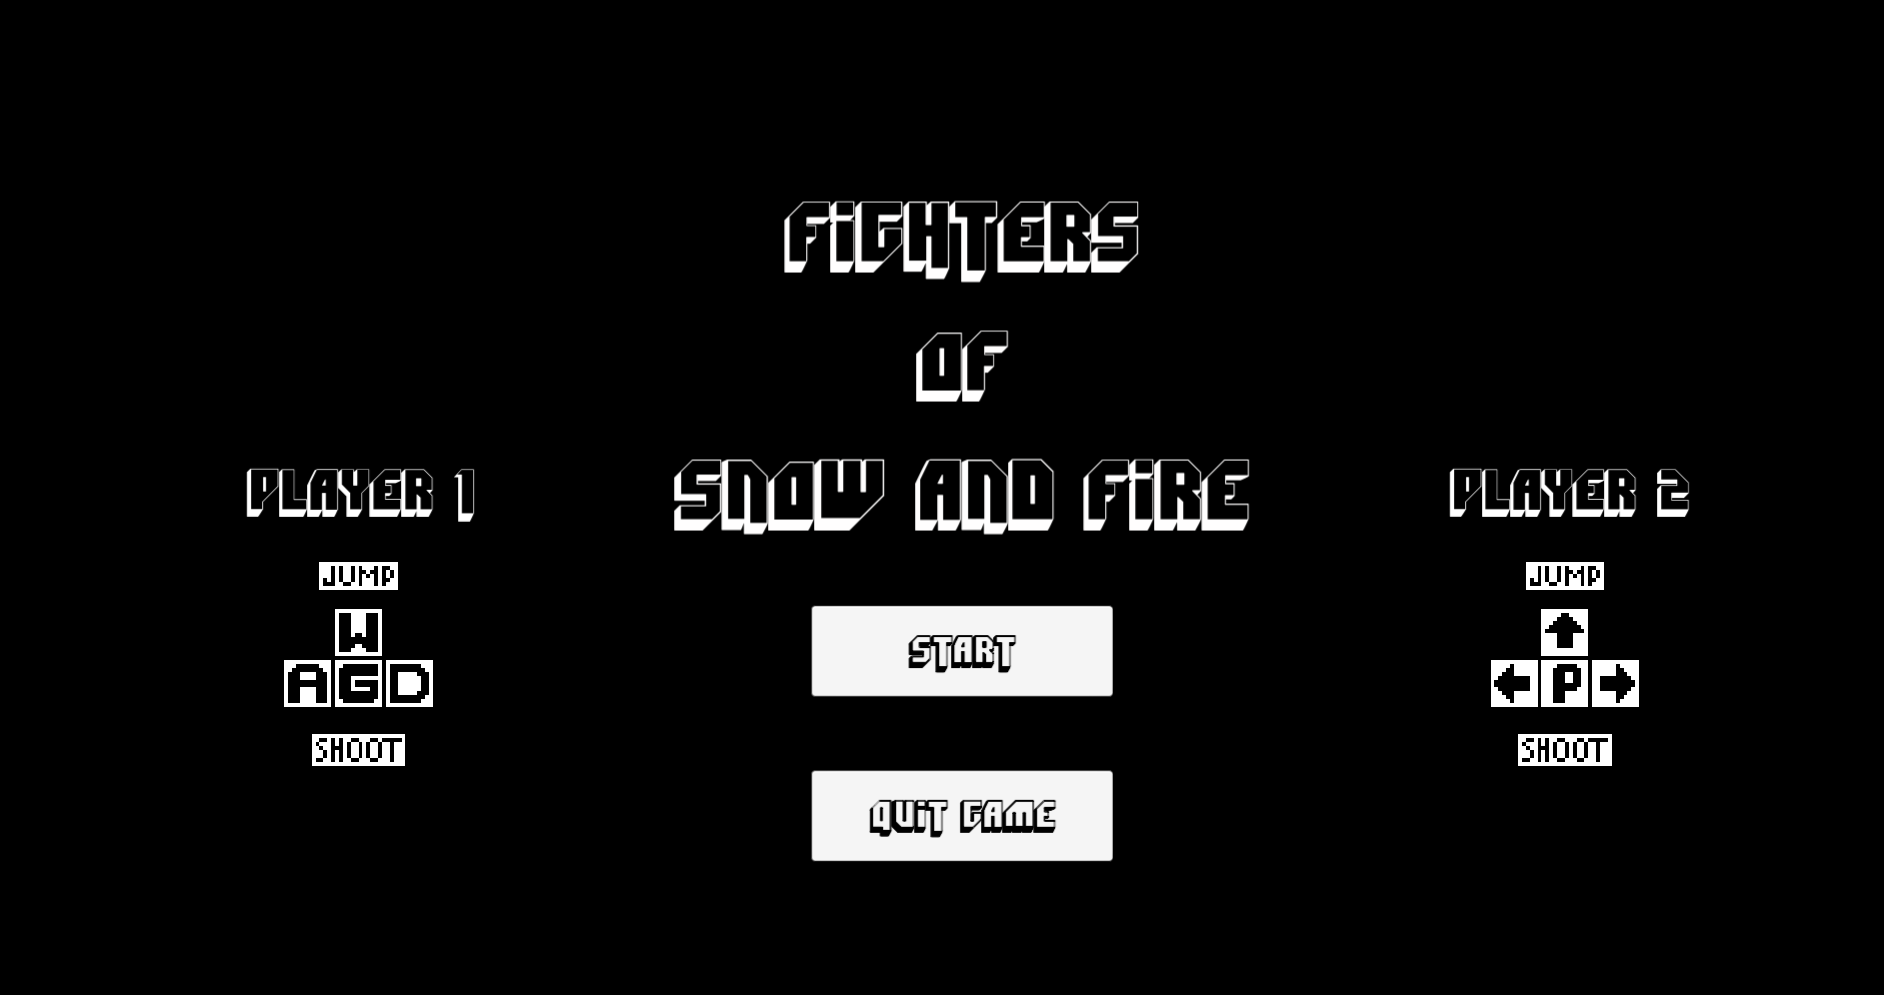 FiGHTERS
OF
SNOW AND FiRE
PLAYER 1
JUMP
W
A G D
SHOOT
START
QUiT GAME
PLAYER 2
JUMP
↑
← P →
SHOOT